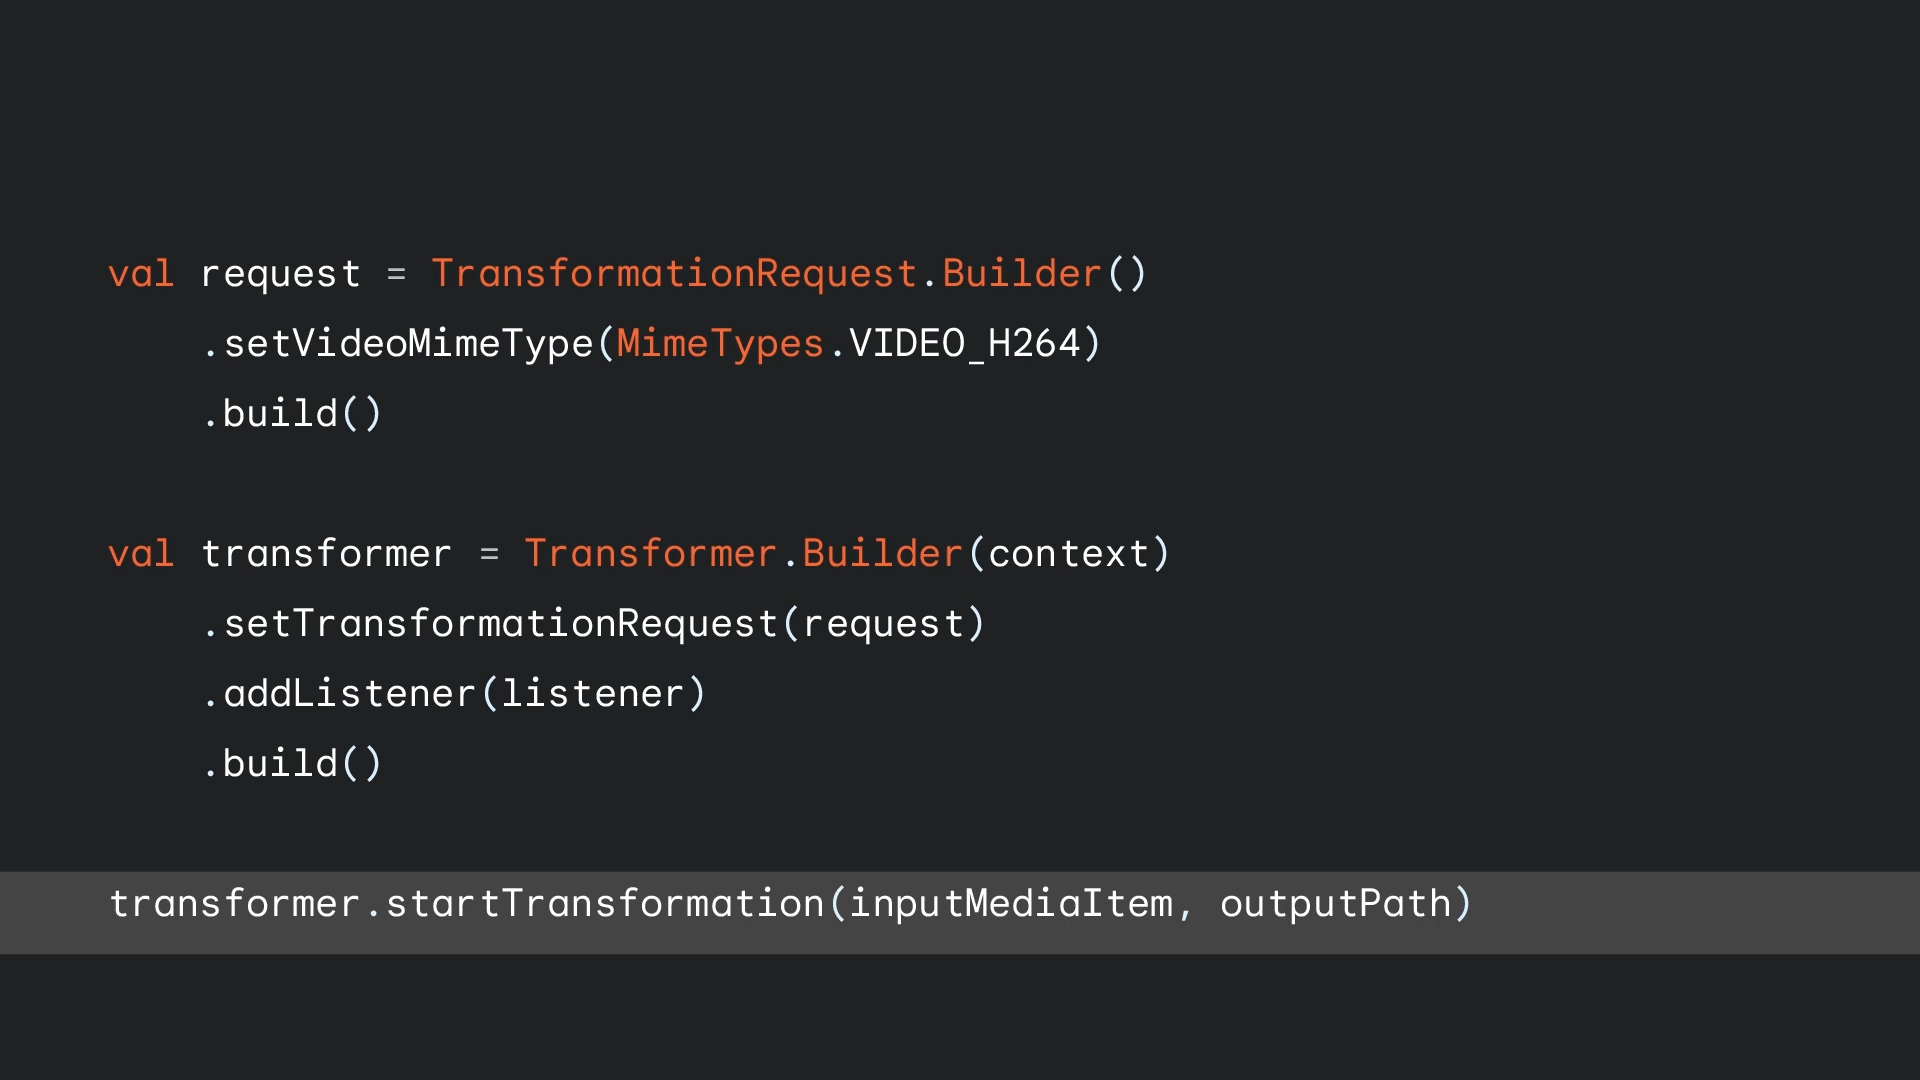 val request = TransformationRequest.Builder()
    .setVideoMimeType(MimeTypes.VIDEO_H264)
    .build()

val transformer = Transformer.Builder(context)
    .setTransformationRequest(request)
    .addListener(listener)
    .build()

transformer.startTransformation(inputMediaItem, outputPath)